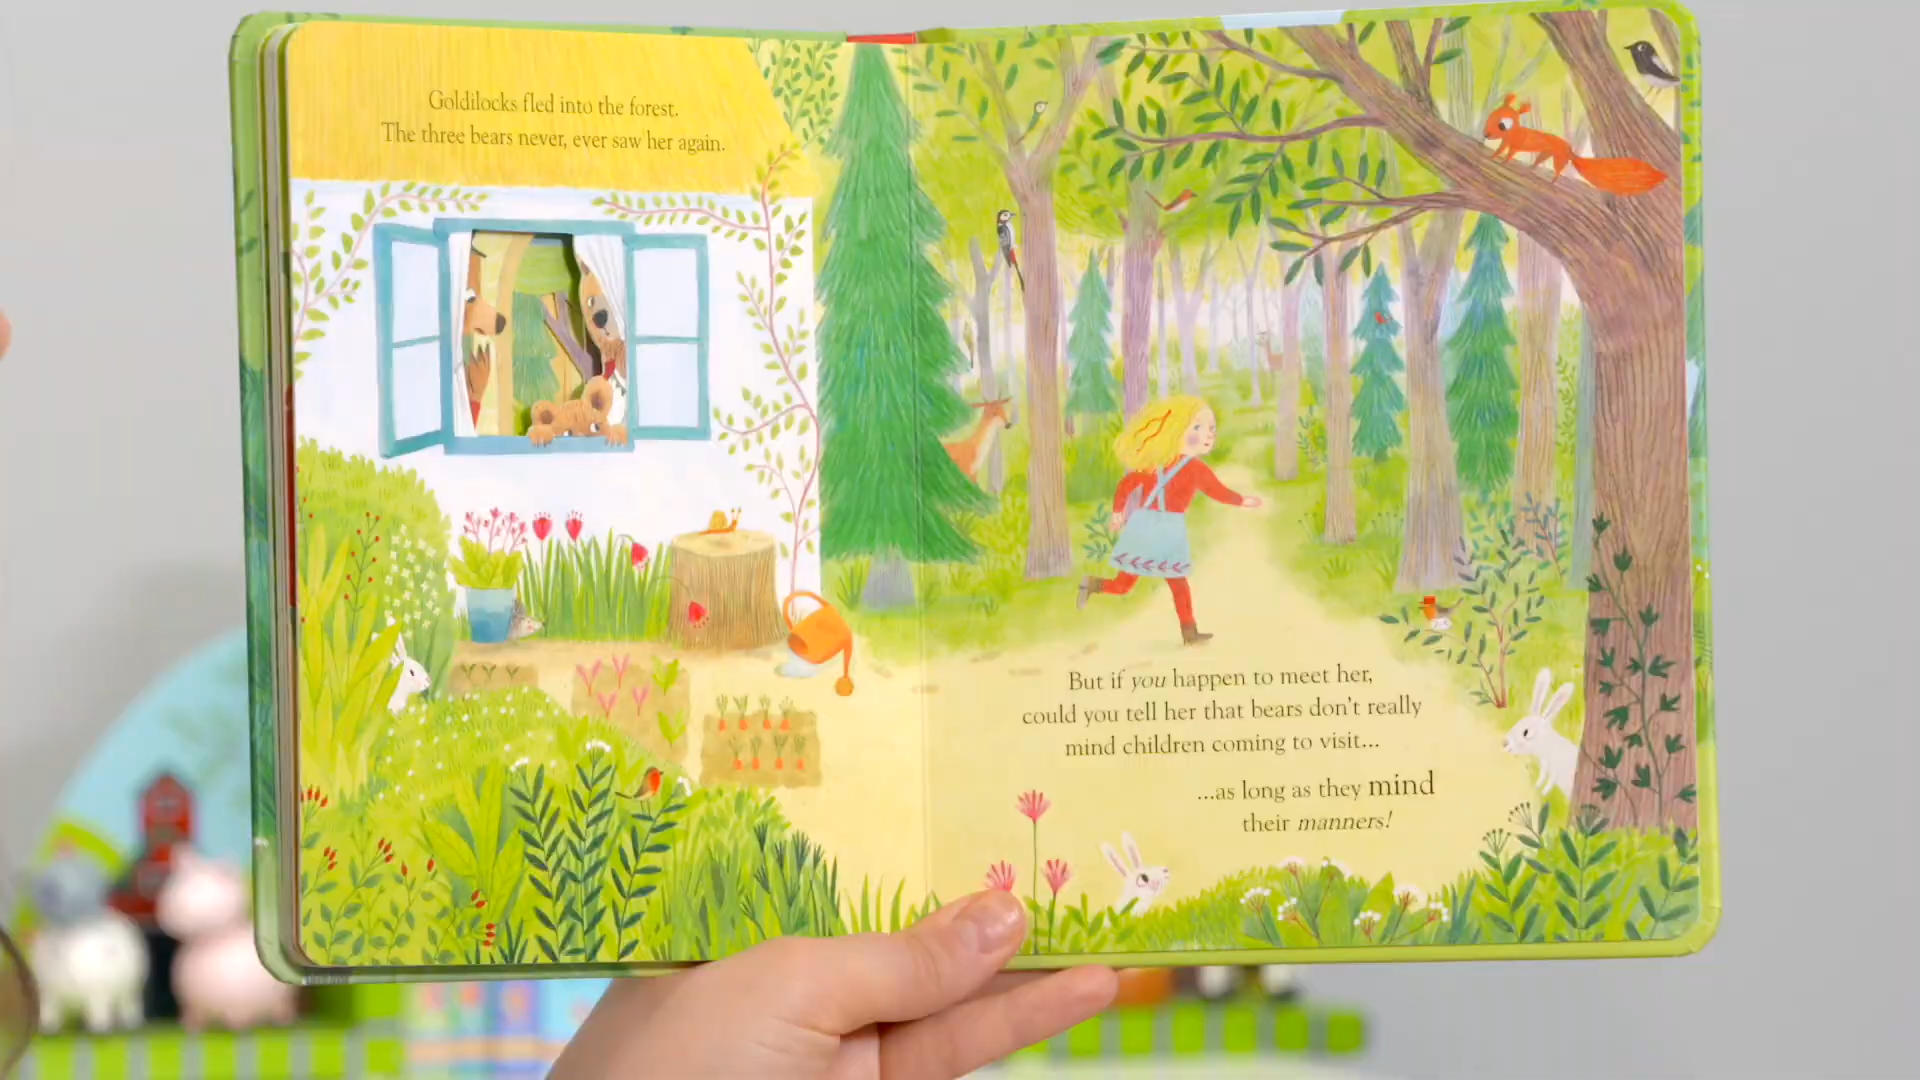 Goldilocks fled into the forest.
The three bears never, ever saw her again.
But if you happen to meet her,
could you tell her that bears don't really
mind children coming to visit...
...as long as they mind
their manners!